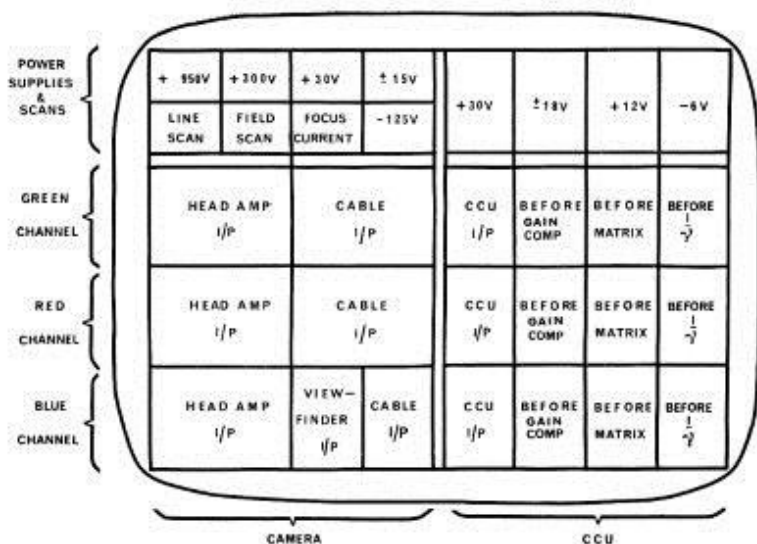 POWER
SUPPLIES
&
SCANS
+ 950V
+300V
+30V
± 15V
LINE
SCAN
FIELD
SCAN
FOCUS
CURRENT
-125V
+30V
±18V
+12V
-6V
GREEN
CHANNEL
HEAD AMP
I/P
CABLE
I/P
CCU
I/P
BEFORE
GAIN
COMP
BEFORE
MATRIX
BEFORE
RED
CHANNEL
HEAD AMP
I/P
CABLE
I/P
CCU
I/P
BEFORE
GAIN
COMP
BEFORE
MATRIX
BEFORE
BLUE
CHANNEL
HEAD AMP
I/P
VIEW-
FINDER
I/P
CABLE
I/P
CCU
I/P
BEFORE
GAIN
COMP
BEFORE
MATRIX
BEFORE
CAMERA
CCU